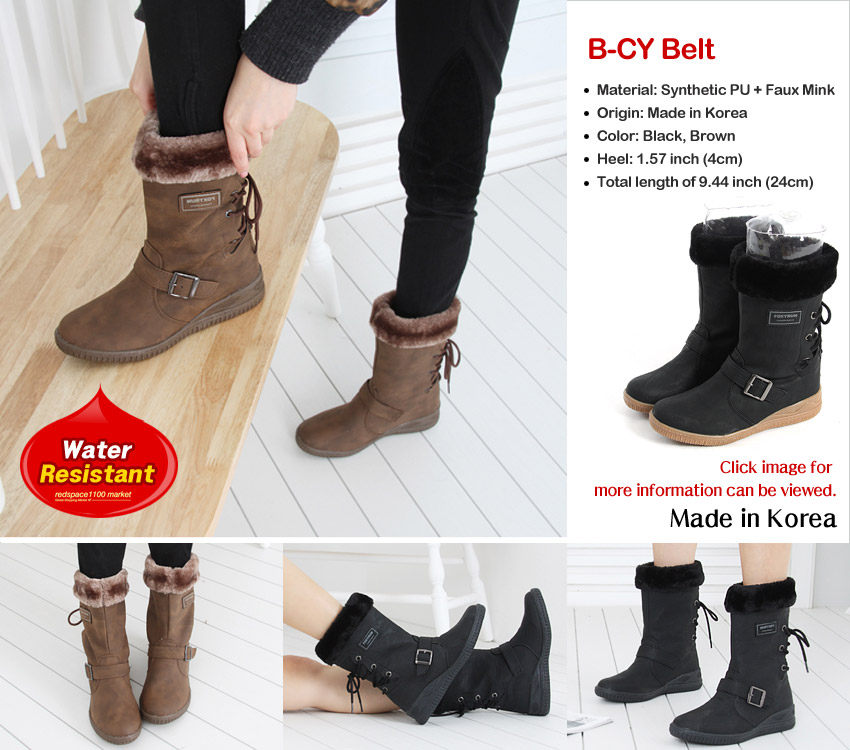 B-CY Belt
• Material: Synthetic PU + Faux Mink
• Origin: Made in Korea
• Color: Black, Brown
• Heel: 1.57 inch (4cm)
• Total length of 9.44 inch (24cm)
Water
Resistant
redspace1100 market
Click image for
more information can be viewed.
Made in Korea